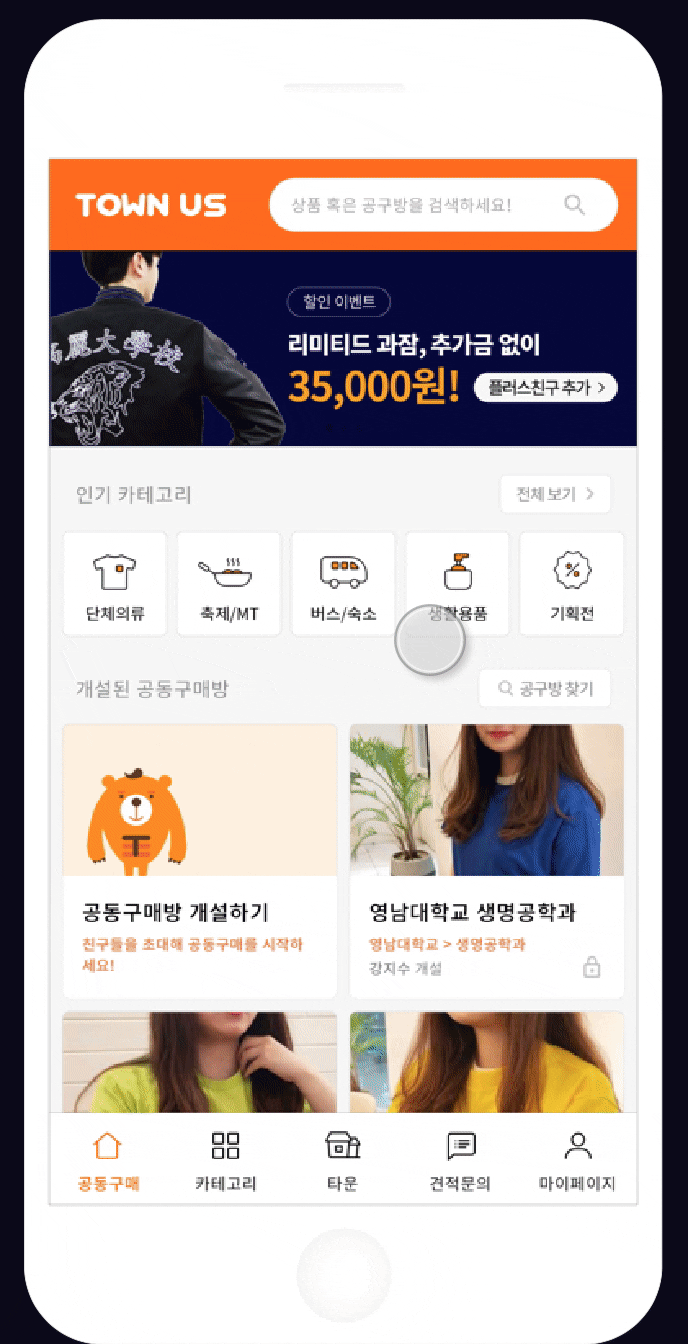 TOWN US
상품 혹은 공구방을 검색하세요!
高麗大學校
할인 이벤트
리미티드 과잠, 추가금 없이
35,000원!
플러스친구 추가 >
인기 카테고리
전체 보기 >
단체의류
축제/MT
버스/숙소
생활용품
기획전
개설된 공동구매방
공구방 찾기
공동구매방 개설하기
친구들을 초대해 공동구매를 시작하
세요!
영남대학교 생명공학과
영남대학교 > 생명공학과
강지수 개설
공동구매
카테고리
타운
견적문의
마이페이지